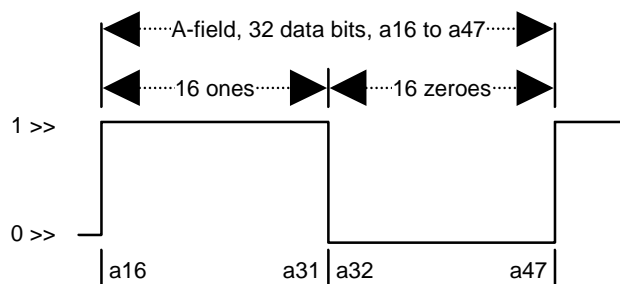 A-field, 32 data bits, a16 to a47
16 ones 16 zeroes
1 >>
0 >>
a16 a31 a32 a47